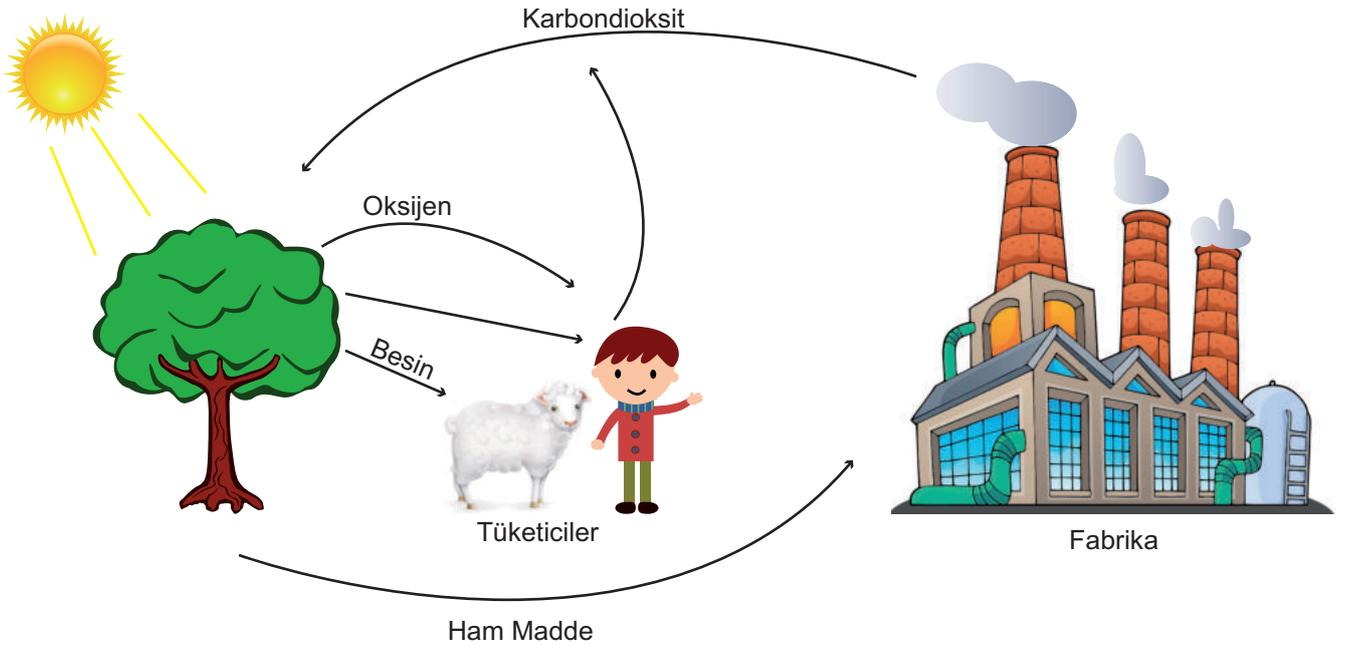 Karbondioksit
Oksijen
Besin
Tüketiciler
Fabrika
Ham Madde